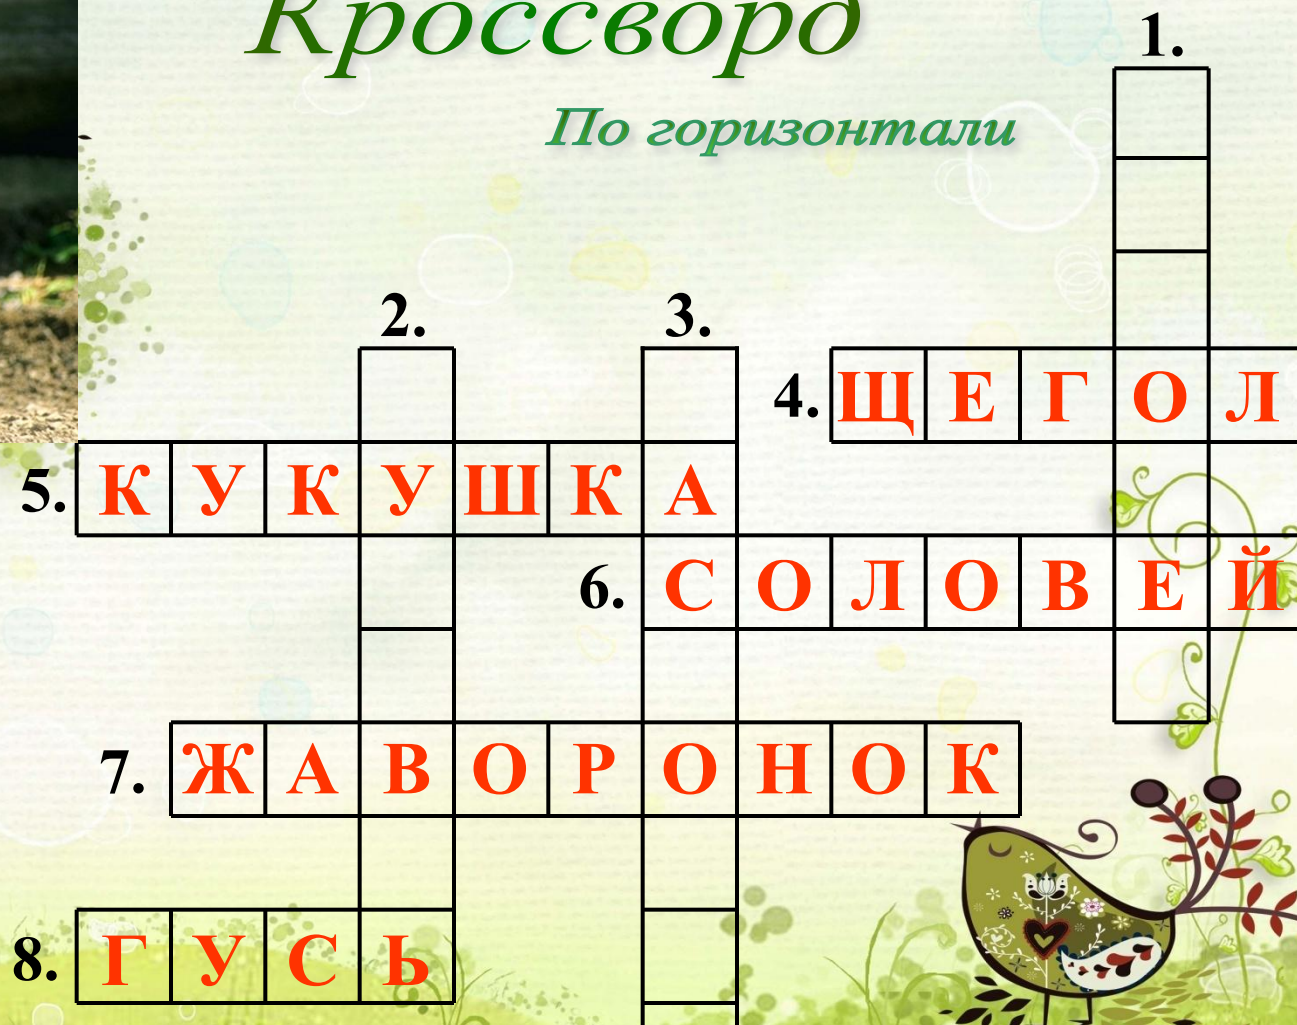 Кроссворд
По горизонтали
1.
2. 3.
4. ЩЕГОЛ
5. КУКУШКА
6. СОЛОВЕЙ
7. ЖАВОРОНОК
8. ГУСЬ